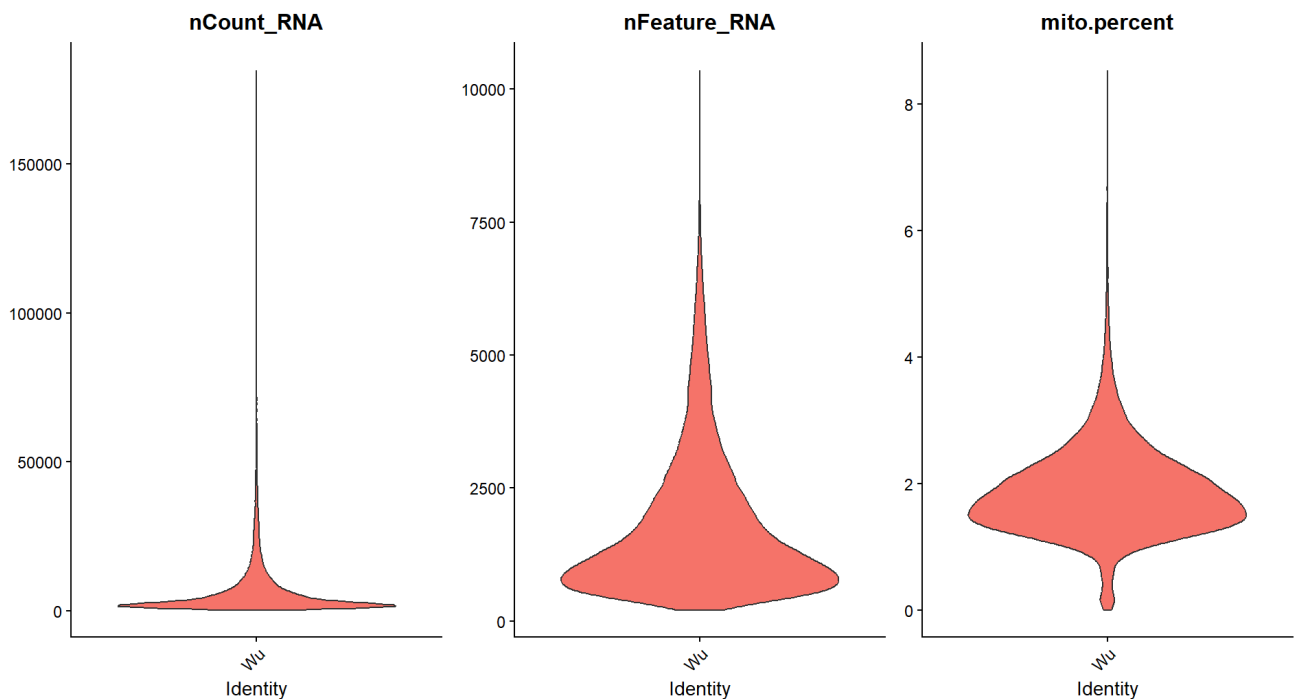 nCount_RNA
150000
100000
50000
0
Wu
Identity
nFeature_RNA
10000
7500
5000
2500
0
Wu
Identity
mito.percent
8
6
4
2
0
Wu
Identity